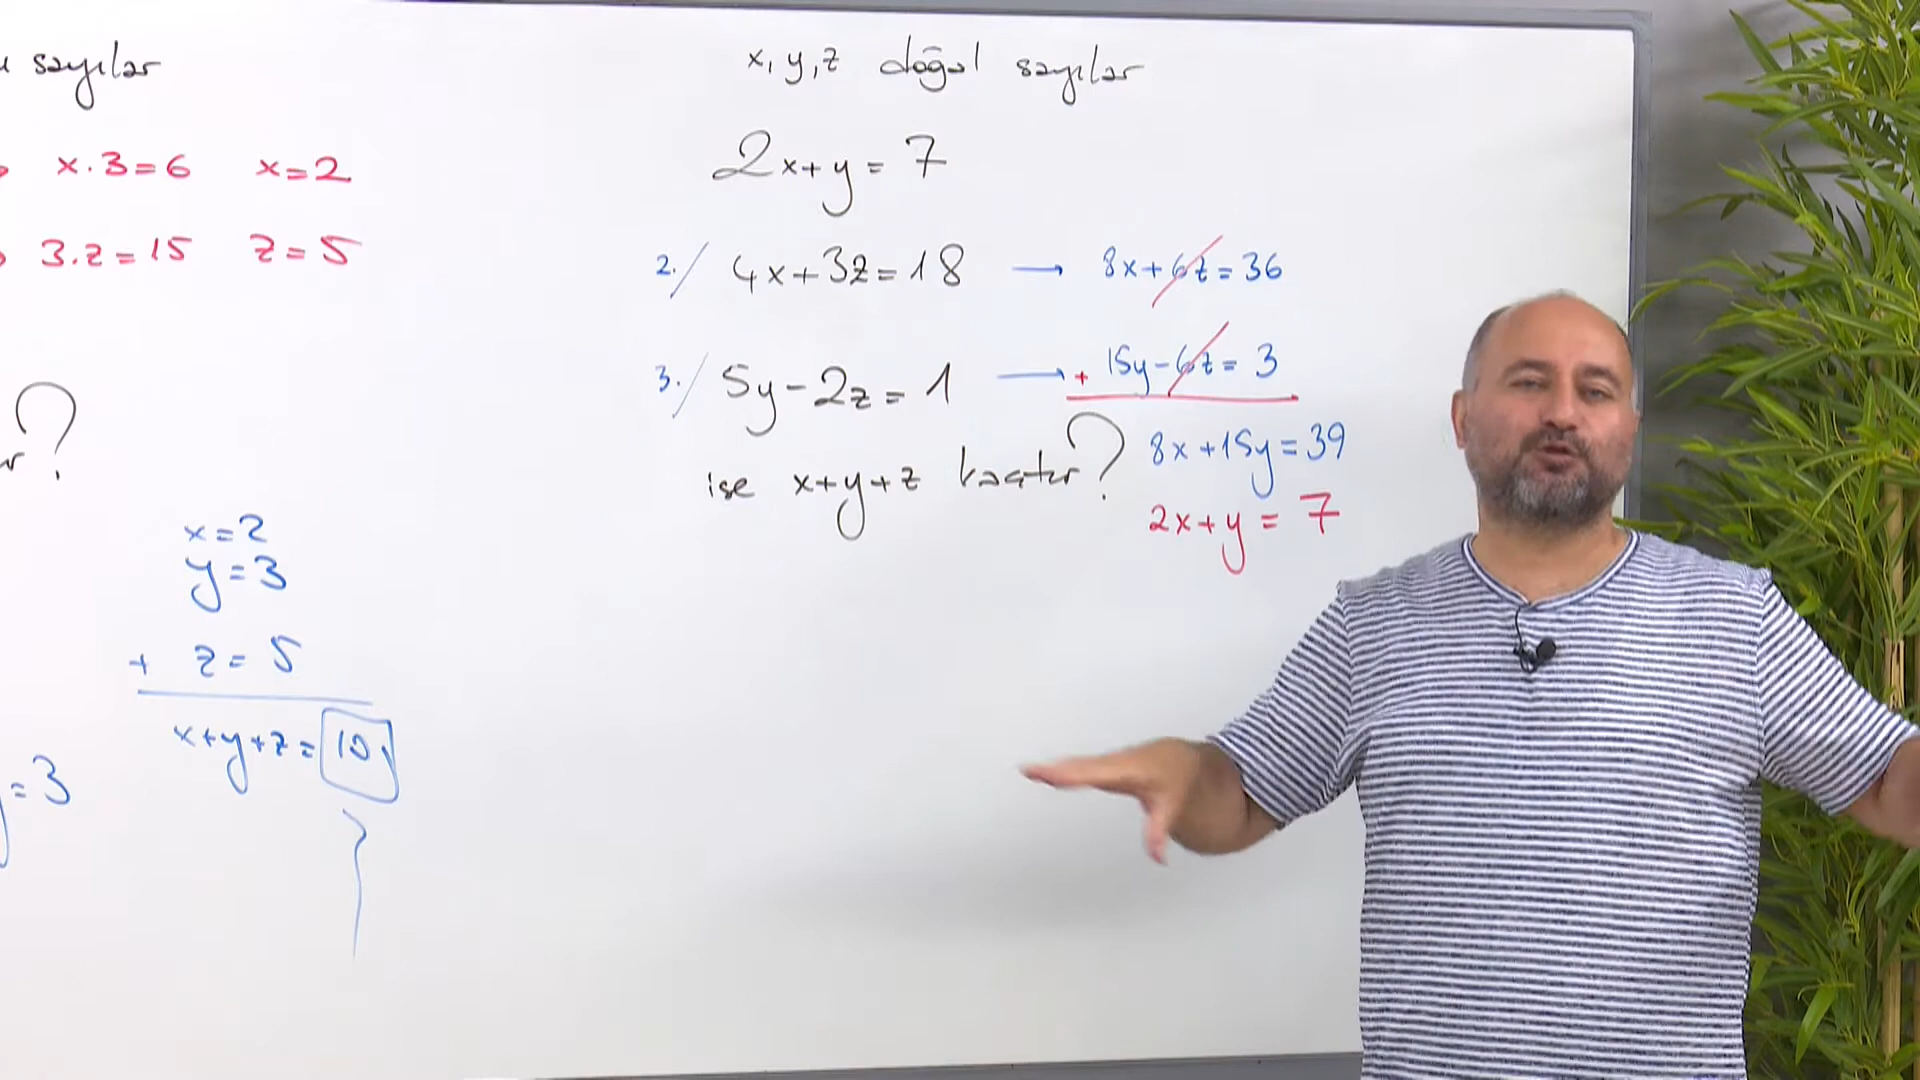 sayılar
x.3=6 x=2
3.z=15 z=5
?
x=2
y=3
+ z=5
x+y+z=10
=3
x,y,z doğal sayılar
2x+y=7
2./ 4x+3z=18 → 8x+6z=36
3./ 5y-2z=1 → + 15y-6z=3
ise x+y+z kaçtır? 8x+15y=39
2x+y=7